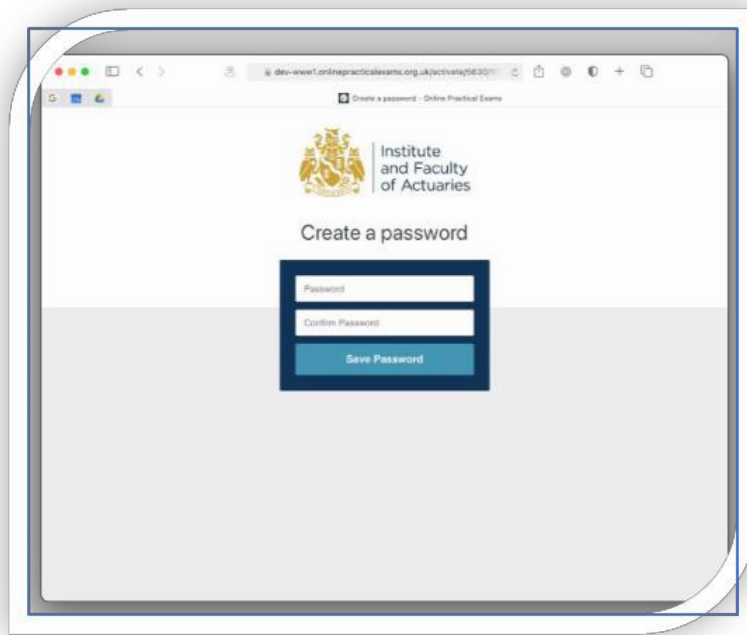 dev-www1.onlinepracticalexams.org.uk/activate/5630/
Create a password - Online Practical Exams
Institute
and Faculty
of Actuaries
Create a password
Password
Confirm Password
Save Password